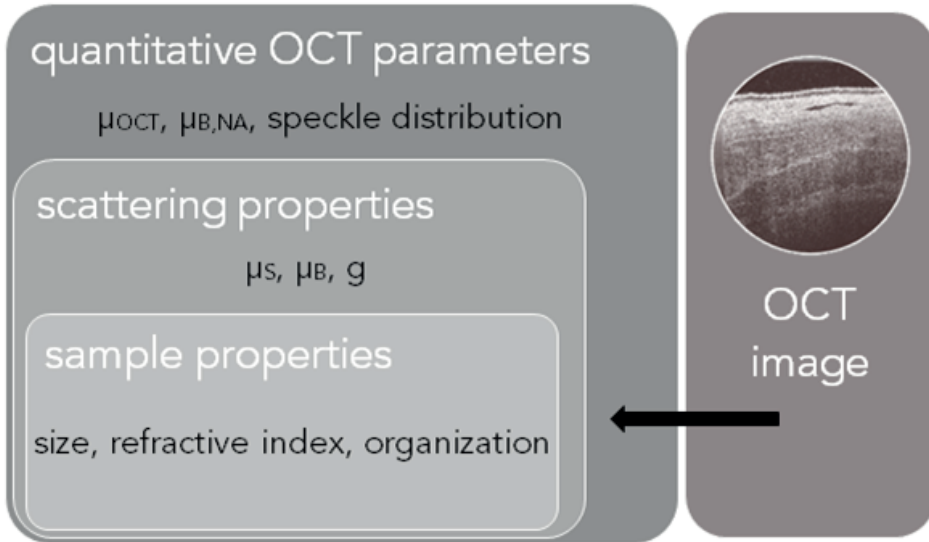 quantitative OCT parameters
μOCT, μB,NA, speckle distribution
scattering properties
μS, μB, g
sample properties
size, refractive index, organization
OCT
image